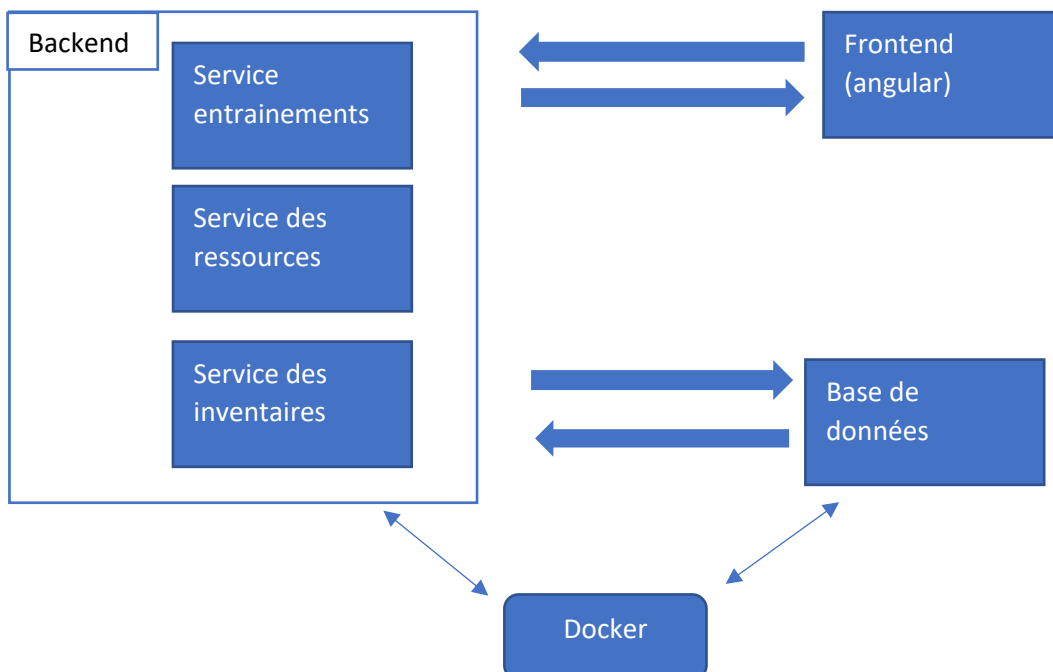 Backend
Service
entrainements
Service des
ressources
Service des
inventaires
Frontend
(angular)
Base de
données
Docker